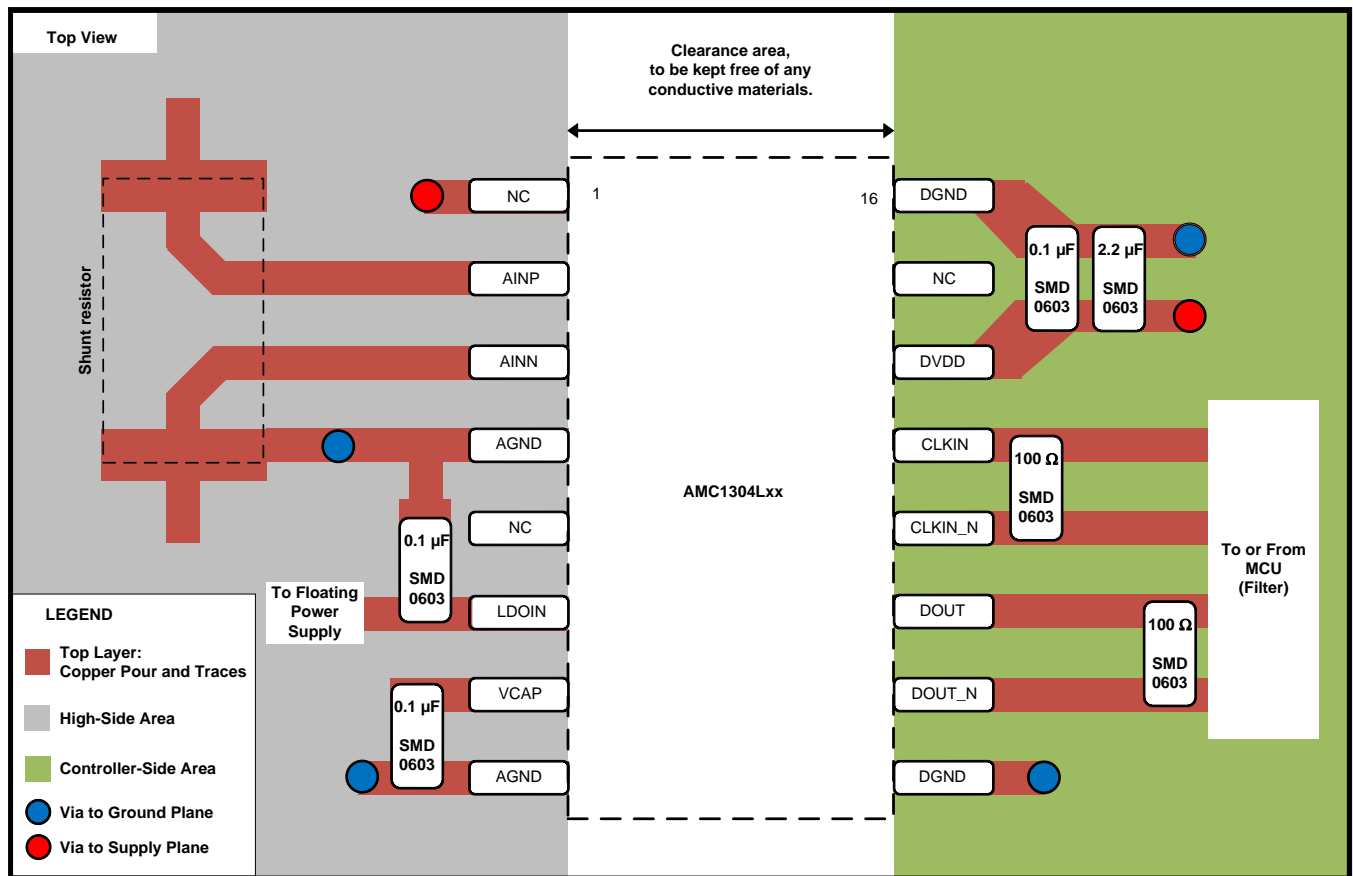 Top View
Clearance area,
to be kept free of any
conductive materials.
Shunt resistor
NC
1
16
DGND
AINP
NC
AINN
DVDD
0.1 µF
SMD
0603
2.2 µF
SMD
0603
AGND
CLKIN
NC
CLKIN_N
100 Ω
SMD
0603
0.1 µF
SMD
0603
AMC1304Lxx
To Floating
Power
Supply
LDOIN
DOUT
To or From
MCU
(Filter)
VCAP
DOUT_N
100 Ω
SMD
0603
0.1 µF
SMD
0603
AGND
DGND
LEGEND
Top Layer:
Copper Pour and Traces
High-Side Area
Controller-Side Area
Via to Ground Plane
Via to Supply Plane